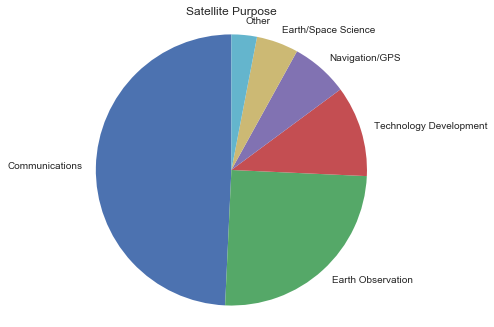 Satellite Purpose
Other
Earth/Space Science
Navigation/GPS
Technology Development
Communications
Earth Observation